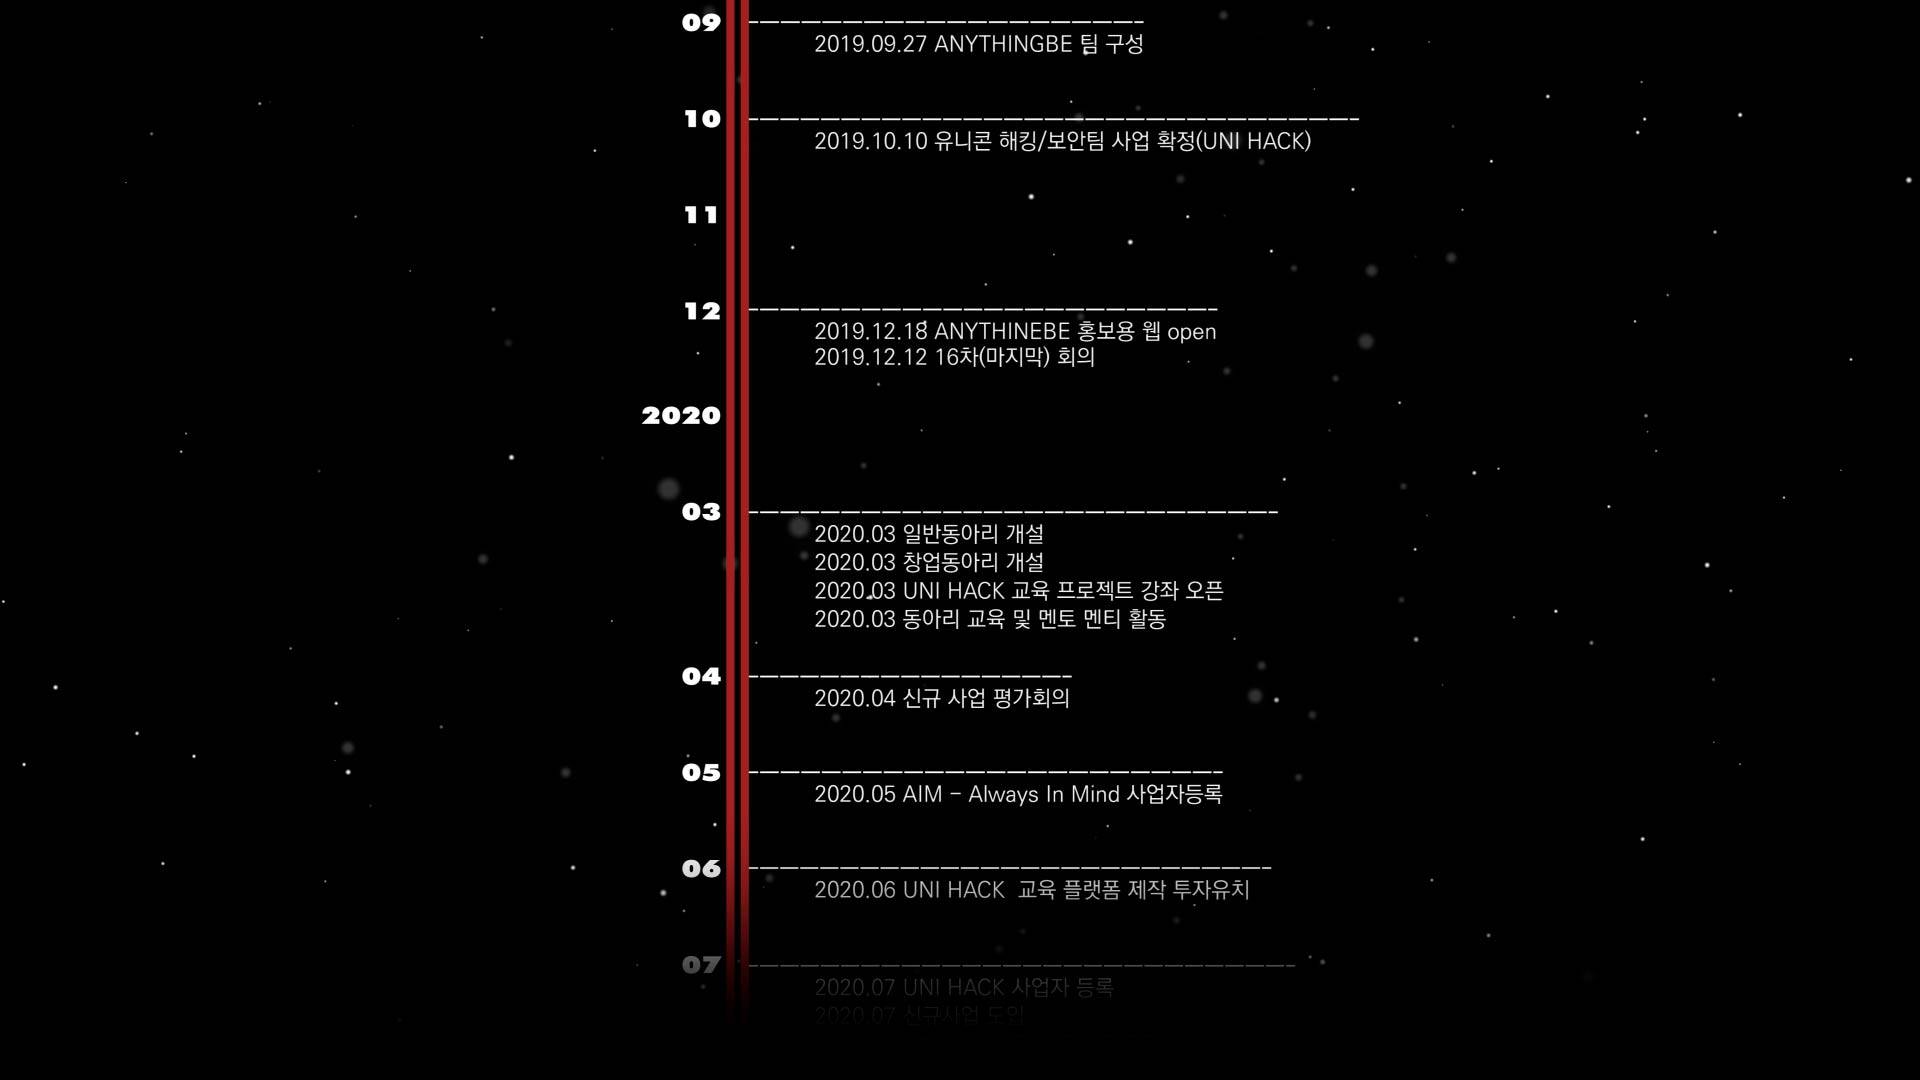 09
2019.09.27 ANYTHINGBE 팀 구성
10
2019.10.10 유니콘 해킹/보안팀 사업 확정(UNI HACK)
11
12
2019.12.18 ANYTHINEBE 홍보용 웹 open
2019.12.12 16차(마지막) 회의
2020
03
2020.03 일반동아리 개설
2020.03 창업동아리 개설
2020.03 UNI HACK 교육 프로젝트 강좌 오픈
2020.03 동아리 교육 및 멘토 멘티 활동
04
2020.04 신규 사업 평가회의
05
2020.05 AIM - Always In Mind 사업자등록
06
2020.06 UNI HACK 교육 플랫폼 제작 투자유치
07
2020.07 UNI HACK 사업자 등록
2020.07 신규사업 도입